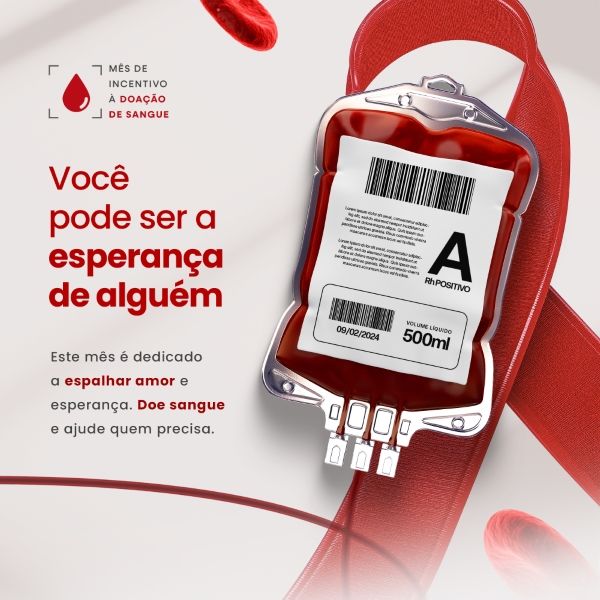 MÊS DE
INCENTIVO
À DOAÇÃO
DE SANGUE
Você
pode ser a
esperança
de alguém
Este mês é dedicado
a espalhar amor e
esperança. Doe sangue
e ajude quem precisa.
A
Rh POSITIVO
09/02/2024
VOLUME LÍQUIDO
500ml